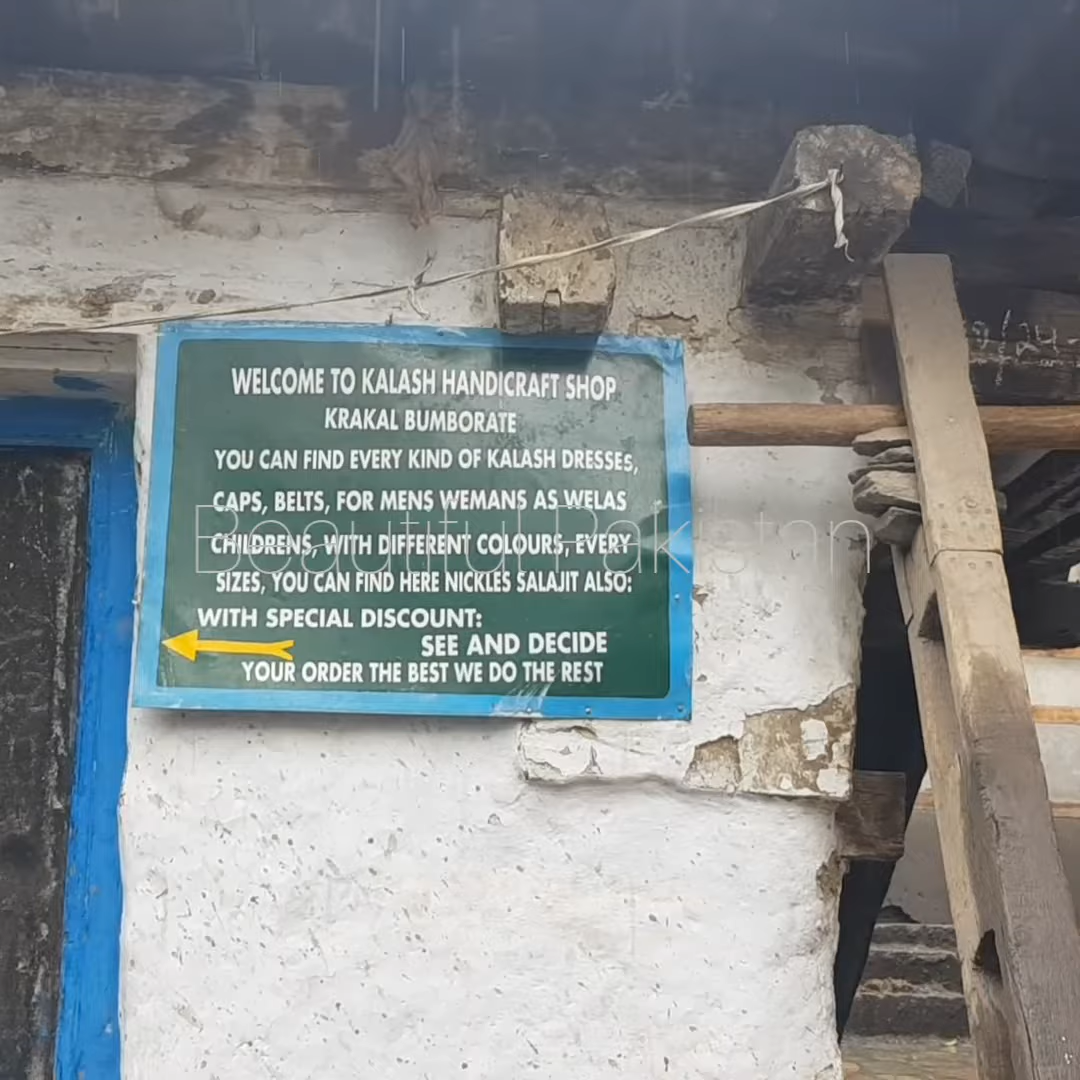 WELCOME TO KALASH HANDICRAFT SHOP
KRAKAL BUMBORATE
YOU CAN FIND EVERY KIND OF KALASH DRESSES,
CAPS, BELTS, FOR MENS WEMANS AS WELAS
CHILDRENS, WITH DIFFERENT COLOURS, EVERY
SIZES, YOU CAN FIND HERE NICKLES SALAJIT ALSO:
WITH SPECIAL DISCOUNT:
SEE AND DECIDE
YOUR ORDER THE BEST WE DO THE REST
Beautiful Pakistan